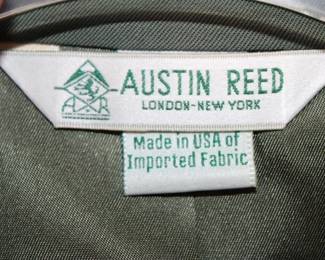 AUSTIN REED
LONDON-NEW YORK
A R
Made in USA of
Imported Fabric